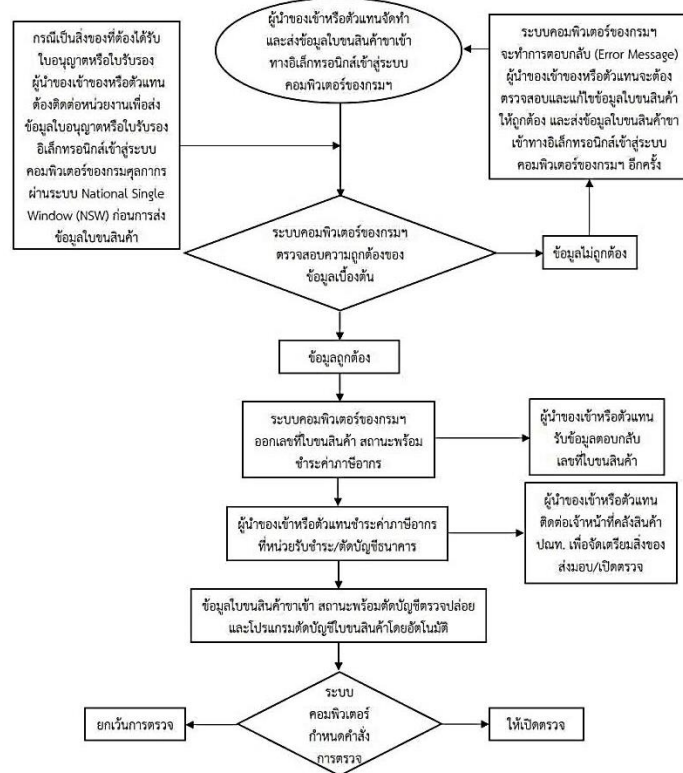 ผู้นำของเข้าหรือตัวแทนจัดทำ
และส่งข้อมูลใบขนสินค้าขาเข้า
ทางอิเล็กทรอนิกส์เข้าสู่ระบบ
คอมพิวเตอร์ของกรมฯ
กรณีเป็นสิ่งของที่ต้องได้รับ
ใบอนุญาตหรือใบรับรอง
ผู้นำของเข้าของหรือตัวแทน
ต้องติดต่อหน่วยงานเพื่อส่ง
ข้อมูลใบอนุญาตหรือใบรับรอง
อิเล็กทรอนิกส์เข้าสู่ระบบ
คอมพิวเตอร์ของกรมศุลกากร
ผ่านระบบ National Single
Window (NSW) ก่อนการส่ง
ข้อมูลใบขนสินค้า
ระบบคอมพิวเตอร์ของกรมฯ
จะทำการตอบกลับ (Error Message)
ผู้นำของเข้าของหรือตัวแทนจะต้อง
ตรวจสอบและแก้ไขข้อมูลใบขนสินค้า
ให้ถูกต้อง และส่งข้อมูลใบขนสินค้าขา
เข้าทางอิเล็กทรอนิกส์เข้าสู่ระบบ
คอมพิวเตอร์ของกรมฯ อีกครั้ง
ระบบคอมพิวเตอร์ของกรมฯ
ตรวจสอบความถูกต้องของ
ข้อมูลเบื้องต้น
ข้อมูลไม่ถูกต้อง
ข้อมูลถูกต้อง
ระบบคอมพิวเตอร์ของกรมฯ
ออกเลขที่ใบขนสินค้า สถานะพร้อม
ชำระค่าภาษีอากร
ผู้นำของเข้าหรือตัวแทน
รับข้อมูลตอบกลับ
เลขที่ใบขนสินค้า
ผู้นำของเข้าหรือตัวแทนชำระค่าภาษีอากร
ที่หน่วยรับชำระ/ตัดบัญชีธนาคาร
ผู้นำของเข้าหรือตัวแทน
ติดต่อเจ้าหน้าที่คลังสินค้า
ปณท. เพื่อจัดเตรียมสิ่งของ
ส่งมอบ/เปิดตรวจ
ข้อมูลใบขนสินค้าขาเข้า สถานะพร้อมตัดบัญชีตรวจปล่อย
และโปรแกรมตัดบัญชีใบขนสินค้าโดยอัตโนมัติ
ระบบ
คอมพิวเตอร์
กำหนดคำสั่ง
การตรวจ
ยกเว้นการตรวจ
ให้เปิดตรวจ